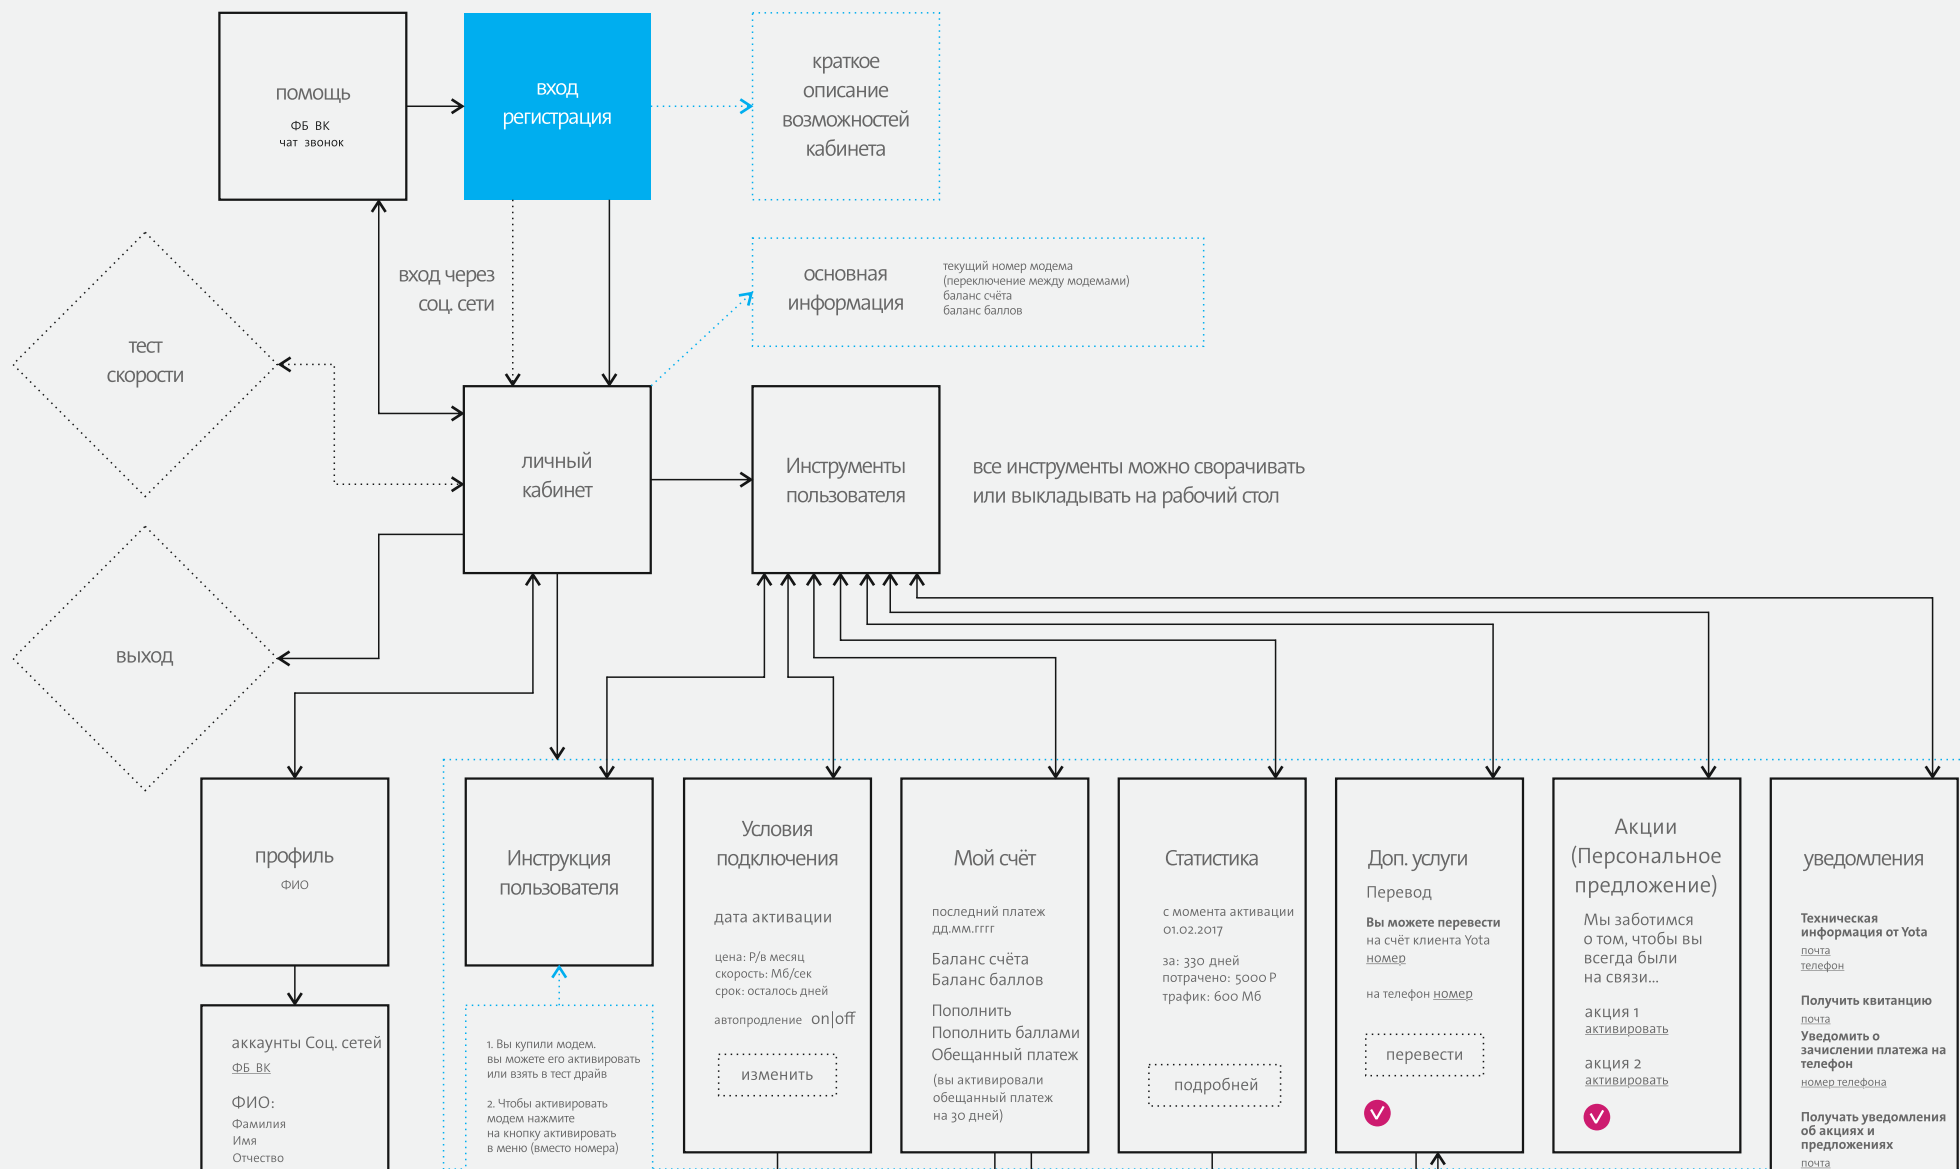 помощь
ФБ ВК
чат звонок
вход
регистрация
краткое
описание
возможностей
кабинета
вход через
соц. сети
основная
информация
текущий номер модема
(переключение между модемами)
баланс счёта
баланс баллов
тест
скорости
личный
кабинет
Инструменты
пользователя
все инструменты можно сворачивать
или выкладывать на рабочий стол
выход
профиль
ФИО
аккаунты Соц. сетей
ФБ ВК
ФИО:
Фамилия
Имя
Отчество
Инструкция
пользователя
1. Вы купили модем.
вы можете его активировать
или взять в тест драйв
2. Чтобы активировать
модем нажмите
на кнопку активировать
в меню (вместо номера)
Условия
подключения
дата активации
цена: Р/в месяц
скорость: Мб/сек
срок: осталось дней
автопродление on|off
изменить
Мой счёт
последний платеж
дд.мм.гггг
Баланс счёта
Баланс баллов
Пополнить
Пополнить баллами
Обещанный платеж
(вы активировали
обещанный платеж
на 30 дней)
Статистика
с момента активации
01.02.2017
за: 330 дней
потрачено: 5000 Р
трафик: 600 Мб
подробней
Доп. услуги
Перевод
Вы можете перевести
на счёт клиента Yota
номер
на телефон номер
перевести
Акции
(Персональное
предложение)
Мы заботимся
о том, чтобы вы
всегда были
на связи...
акция 1
активировать
акция 2
активировать
уведомления
Техническая
информация от Yota
почта
телефон
Получить квитанцию
почта
Уведомить о
зачислении платежа на
телефон
номер телефона
Получать уведомления
об акциях и
предложениях
почта